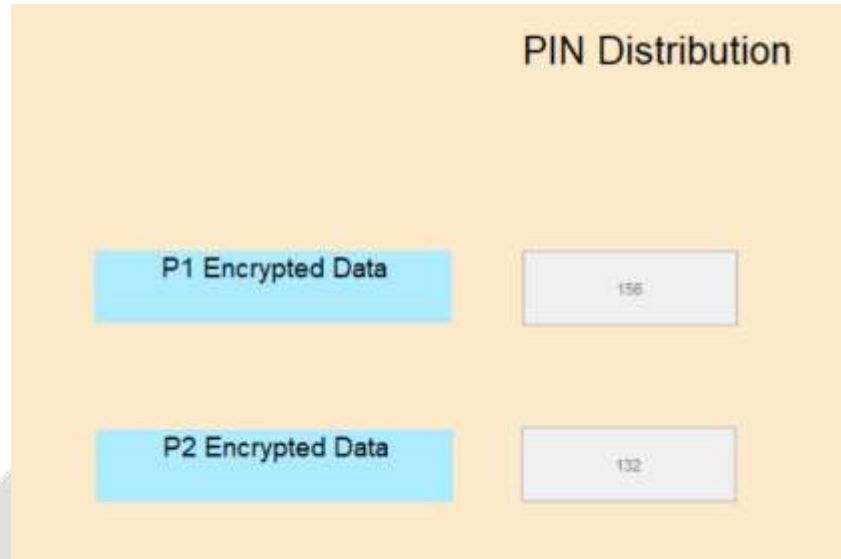 PIN Distribution
P1 Encrypted Data
156
P2 Encrypted Data
132